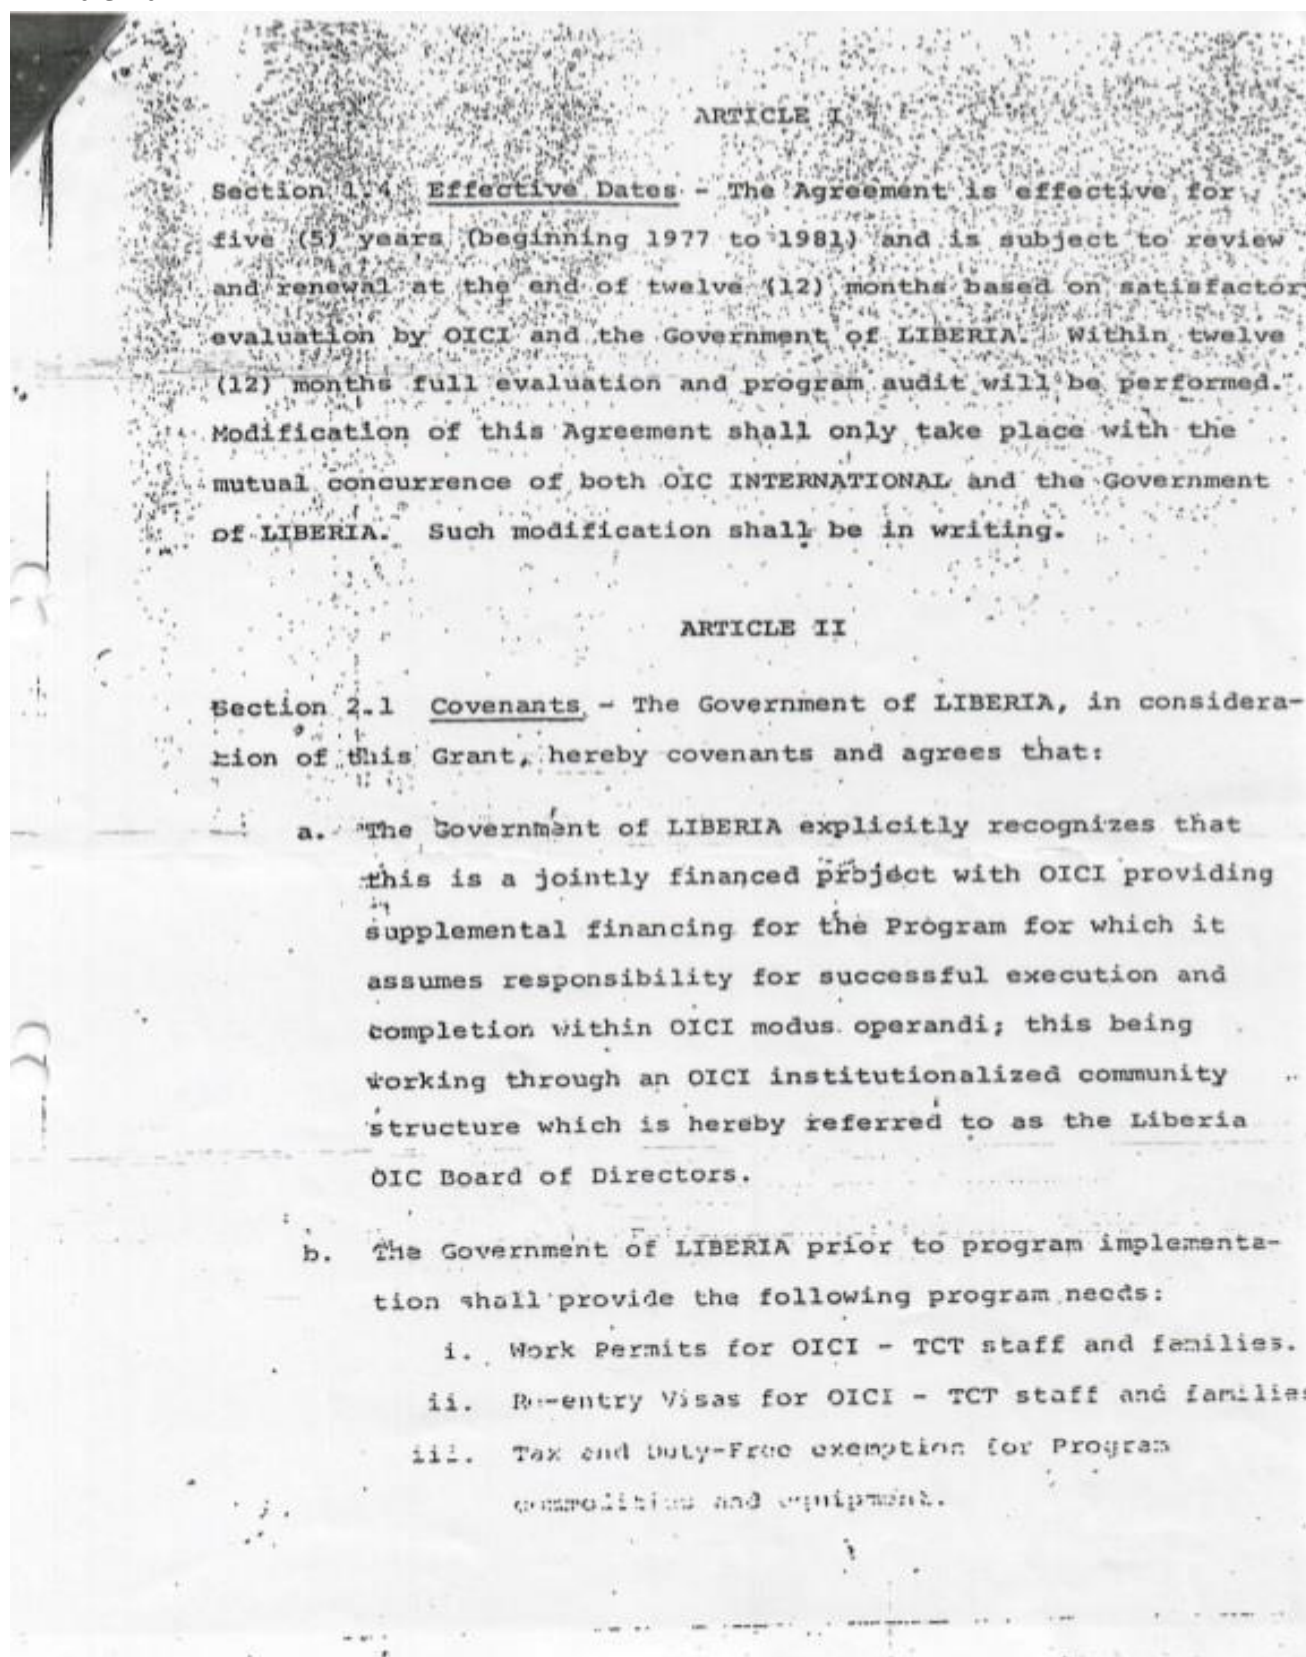 ARTICLE I
Section 1.4 Effective Dates - The Agreement is effective for
five (5) years (beginning 1977 to 1981) and is subject to review
and renewal at the end of twelve (12) months based on satisfactor
evaluation by OICI and the Government of LIBERIA. Within twelve
(12) months full evaluation and program audit will be performed.
Modification of this Agreement shall only take place with the
mutual concurrence of both OIC INTERNATIONAL and the Government
of LIBERIA. Such modification shall be in writing.
ARTICLE II
Section 2.1 Covenants - The Government of LIBERIA, in considera-
tion of this Grant, hereby covenants and agrees that:
a. The Government of LIBERIA explicitly recognizes that
this is a jointly financed project with OICI providing
supplemental financing for the Program for which it
assumes responsibility for successful execution and
completion within OICI modus operandi; this being
working through an OICI institutionalized community
structure which is hereby referred to as the Liberia
OIC Board of Directors.
b. The Government of LIBERIA prior to program implementa-
tion shall provide the following program needs:
i. Work Permits for OICI - TCT staff and families.
ii. Re-entry Visas for OICI - TCT staff and families
iii. Tax and Duty-Free exemption for Program
commodities and equipment.